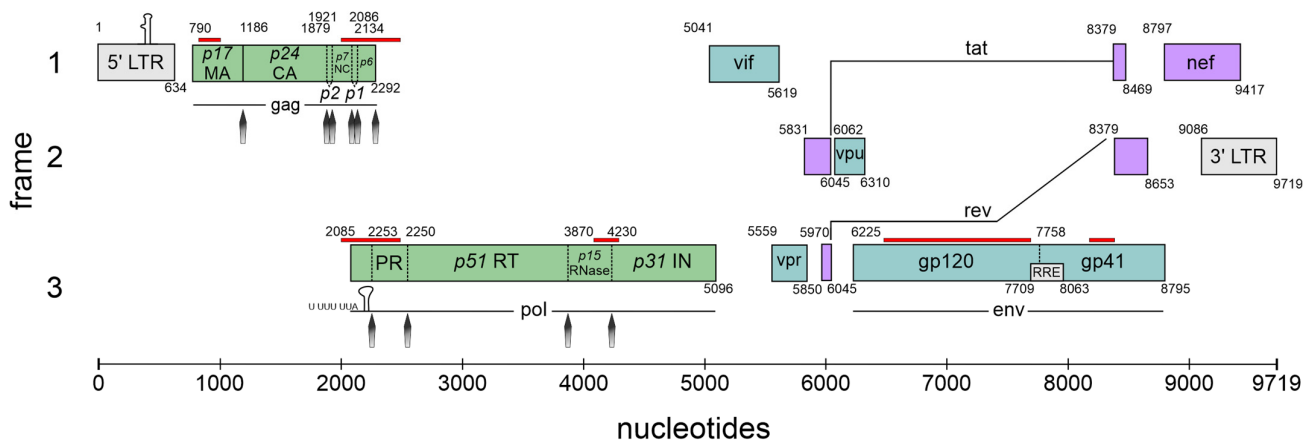 1 790 1186 1921 1879 2086 2134 5041 8379 8797
tat
1 5' LTR p17 MA p24 CA p7 NC p6 vif nef
634 p2 p1 2292 5619 8469 9417
gag
5831 6062 8379 9086
frame 2 vpu 3' LTR
6045 6310 8653 9719
rev
2085 2253 2250 3870 4230 5559 5970 6225 7758
3 PR p51 RT p15 RNase p31 IN vpr gp120 gp41
RRE
5096 5850 6045 7709 8063 8795
U UUU UUA
pol env
0 1000 2000 3000 4000 5000 6000 7000 8000 9000 9719
nucleotides